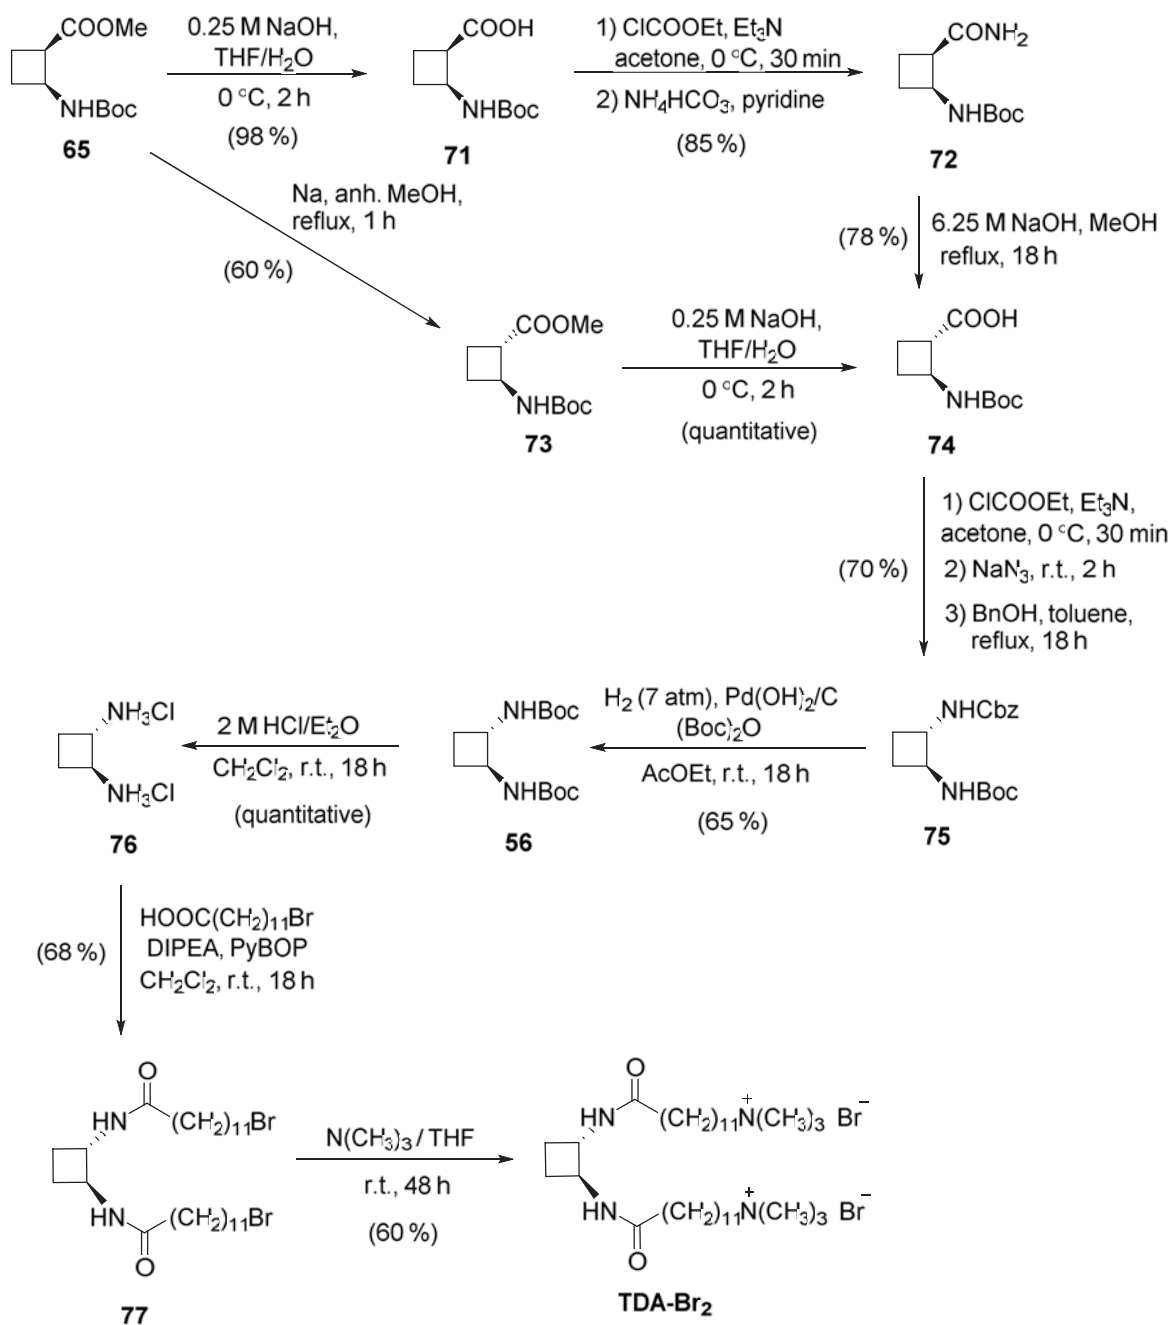 COOMe
NHBoc
65
0.25 M NaOH,
THF/H₂O
0 °C, 2 h
(98 %)
COOH
NHBoc
71
1) ClCOOEt, Et₃N
acetone, 0 °C, 30 min
2) NH₄HCO₃, pyridine
(85 %)
CONH₂
NHBoc
72
Na, anh. MeOH,
reflux, 1 h
(60 %)
(78 %)
6.25 M NaOH, MeOH
reflux, 18 h
COOMe
NHBoc
73
0.25 M NaOH,
THF/H₂O
0 °C, 2 h
(quantitative)
COOH
NHBoc
74
(70 %)
1) ClCOOEt, Et₃N,
acetone, 0 °C, 30 min
2) NaN₃, r.t., 2 h
3) BnOH, toluene,
reflux, 18 h
NHCbz
NHBoc
75
H₂ (7 atm), Pd(OH)₂/C
(Boc)₂O
AcOEt, r.t., 18 h
(65 %)
NHBoc
NHBoc
56
2 M HCl/Et₂O
CH₂Cl₂, r.t., 18 h
(quantitative)
NH₃Cl
NH₃Cl
76
(68 %)
HOOC(CH₂)₁₁Br
DIPEA, PyBOP
CH₂Cl₂, r.t., 18 h
O
HN
(CH₂)₁₁Br
HN
(CH₂)₁₁Br
O
77
N(CH₃)₃ / THF
r.t., 48 h
(60 %)
O
HN
(CH₂)₁₁N⁺(CH₃)₃ Br⁻
HN
(CH₂)₁₁N⁺(CH₃)₃ Br⁻
O
TDA-Br₂